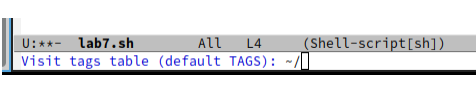 U:**-  lab7.sh        All   L4     (Shell-script[sh])
Visit tags table (default TAGS): ~/